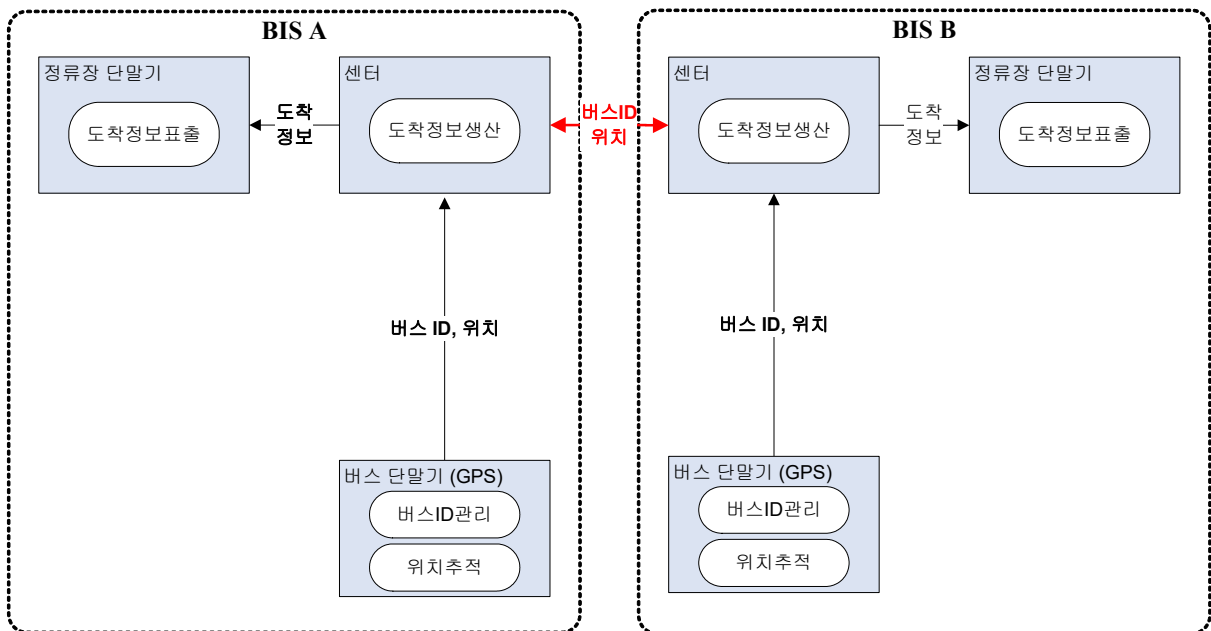 BIS A
정류장 단말기
도착정보표출
도착
정보
센터
도착정보생산
버스 ID, 위치
버스 단말기 (GPS)
버스ID관리
위치추적
버스ID
위치
BIS B
센터
도착정보생산
도착
정보
정류장 단말기
도착정보표출
버스 ID, 위치
버스 단말기 (GPS)
버스ID관리
위치추적